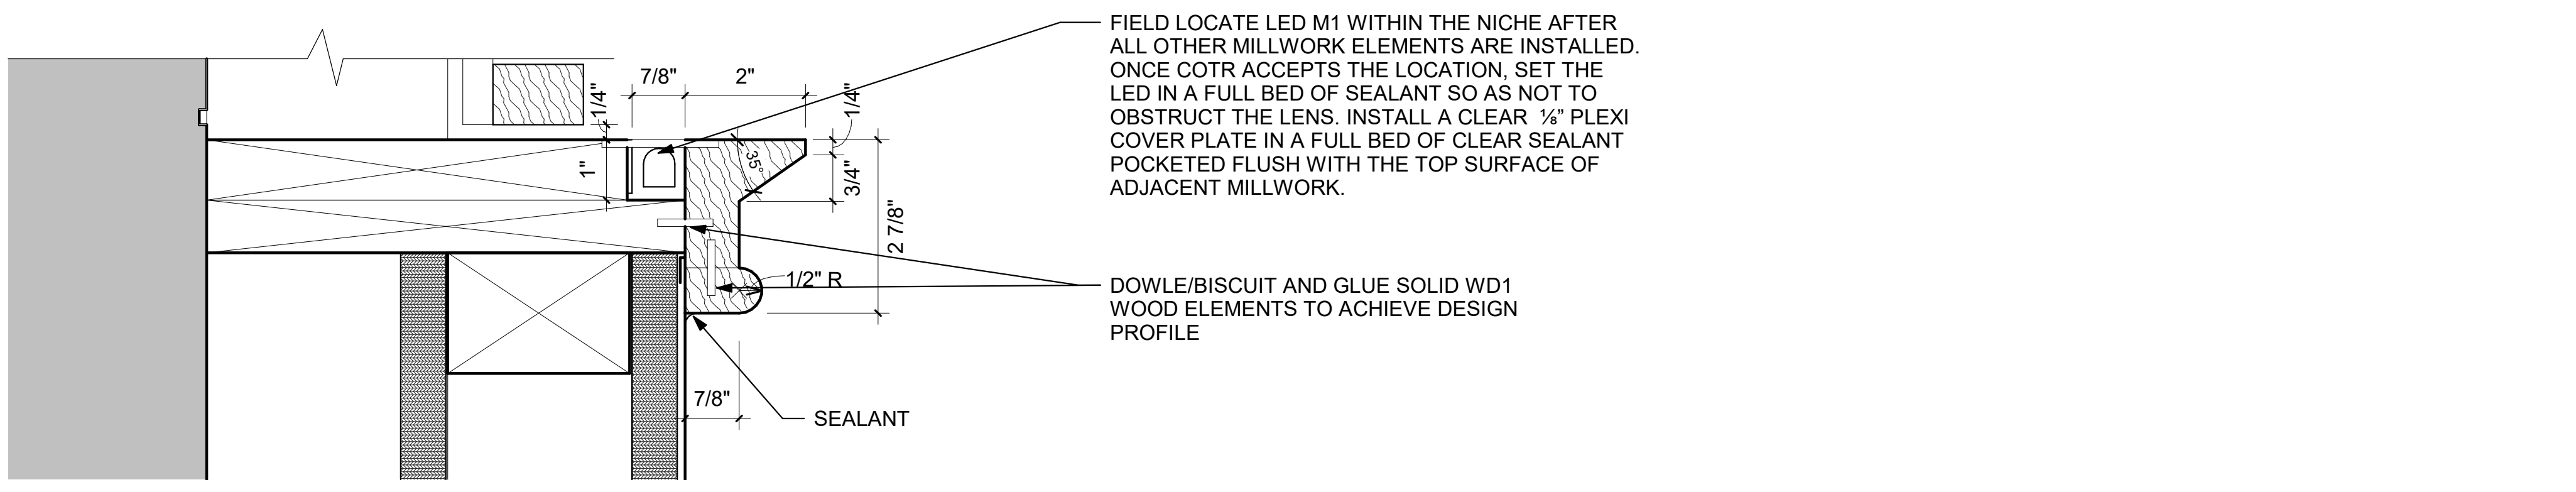 FIELD LOCATE LED M1 WITHIN THE NICHE AFTER
ALL OTHER MILLWORK ELEMENTS ARE INSTALLED.
ONCE COTR ACCEPTS THE LOCATION, SET THE
LED IN A FULL BED OF SEALANT SO AS NOT TO
OBSTRUCT THE LENS. INSTALL A CLEAR ⅛” PLEXI
COVER PLATE IN A FULL BED OF CLEAR SEALANT
POCKETED FLUSH WITH THE TOP SURFACE OF
ADJACENT MILLWORK.
7/8"
2"
1/4"
1/4"
1"
35°
3/4"
2 7/8"
1/2" R
DOWLE/BISCUIT AND GLUE SOLID WD1
WOOD ELEMENTS TO ACHIEVE DESIGN
PROFILE
7/8"
SEALANT